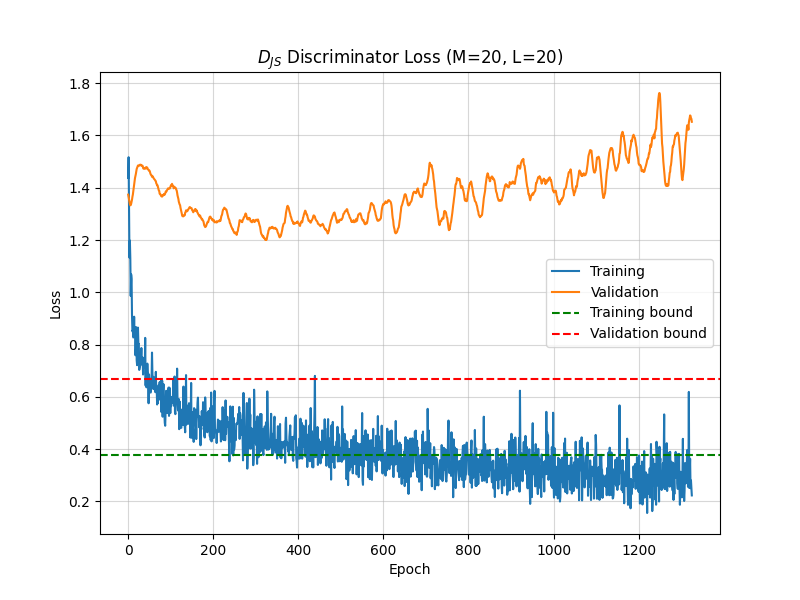 D_JS Discriminator Loss (M=20, L=20)
Loss
1.8
1.6
1.4
1.2
1.0
0.8
0.6
0.4
0.2
Training
Validation
Training bound
Validation bound
0 200 400 600 800 1000 1200
Epoch